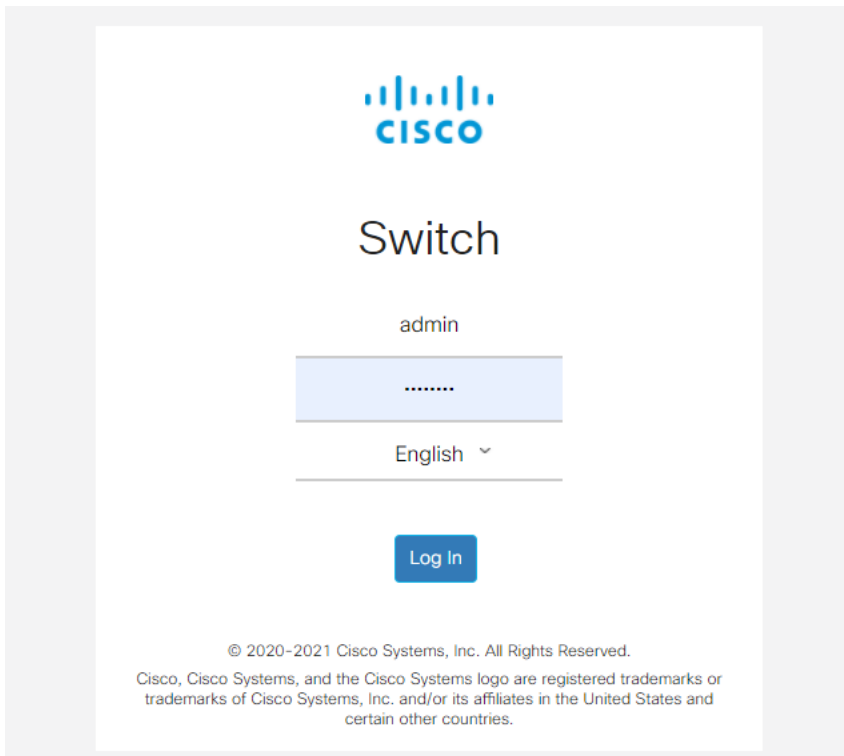 CISCO
Switch
admin
········
English
Log In
© 2020-2021 Cisco Systems, Inc. All Rights Reserved.
Cisco, Cisco Systems, and the Cisco Systems logo are registered trademarks or
trademarks of Cisco Systems, Inc. and/or its affiliates in the United States and
certain other countries.